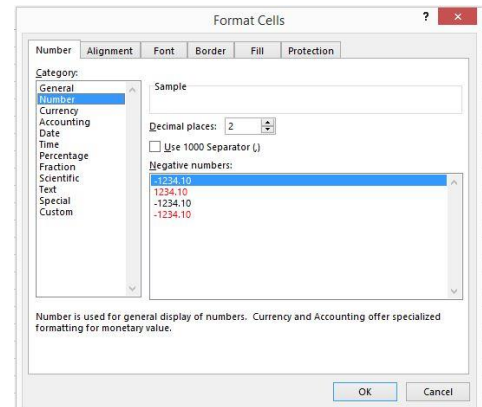 Format Cells
? ×
Number Alignment Font Border Fill Protection
Category:
General
Number
Currency
Accounting
Date
Time
Percentage
Fraction
Scientific
Text
Special
Custom
Sample
Decimal places: 2
Use 1000 Separator (,)
Negative numbers:
-1234.10
1234.10
-1234.10
-1234.10
Number is used for general display of numbers. Currency and Accounting offer specialized
formatting for monetary value.
OK Cancel